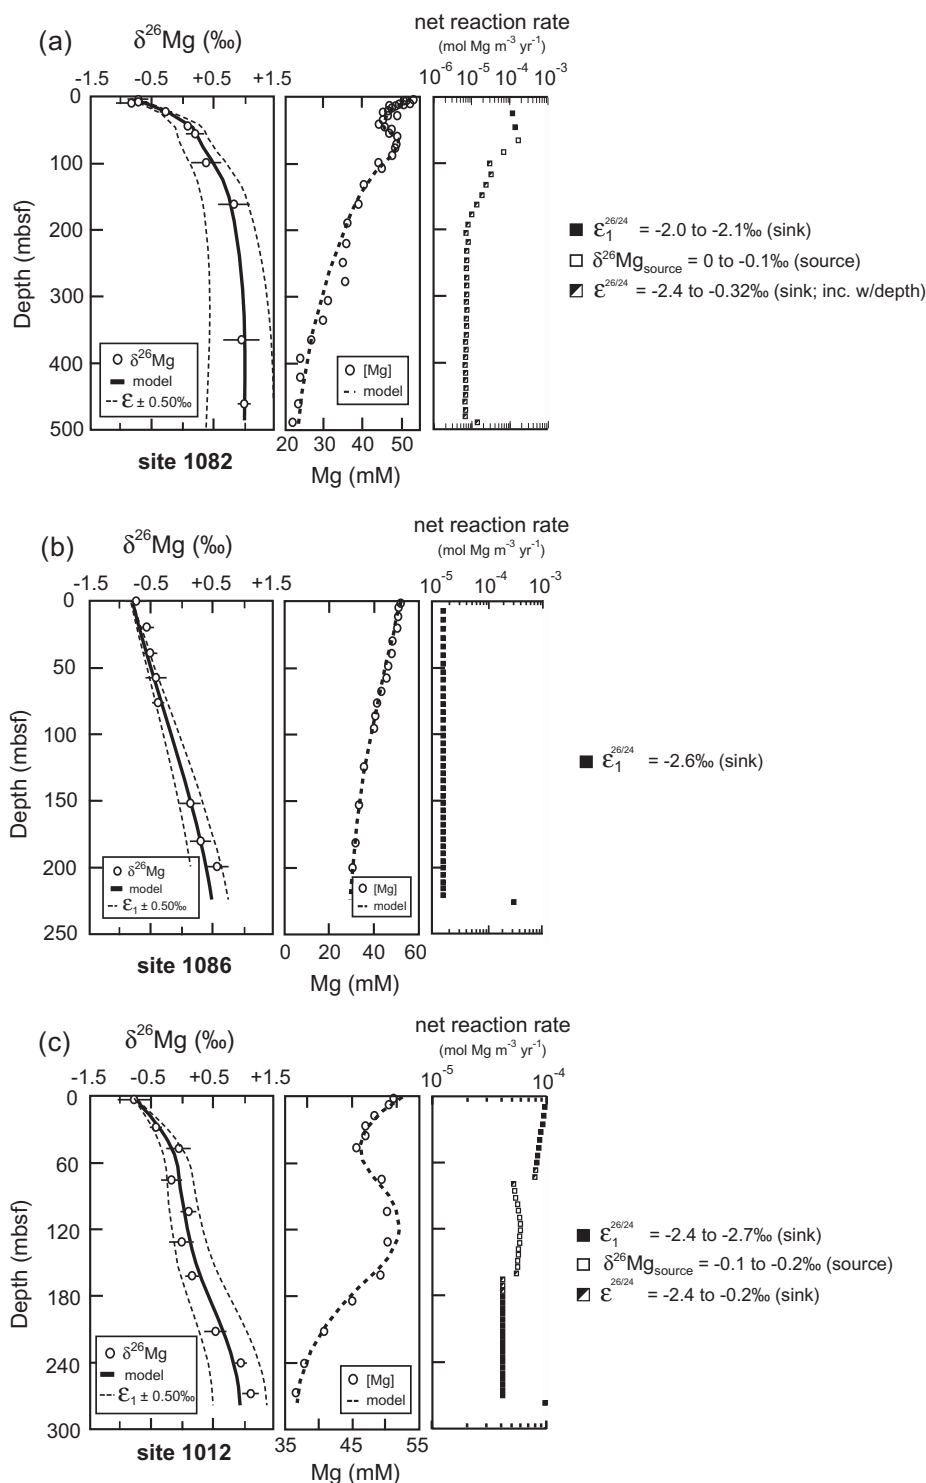 (a)
δ26Mg (‰)
-1.5 -0.5 +0.5 +1.5
net reaction rate
(mol Mg m-3 yr-1)
10-6 10-5 10-4 10-3
Depth (mbsf)
0
100
200
300
400
500
δ26Mg
model
ε ± 0.50‰
[Mg]
model
20 30 40 50
Mg (mM)
site 1082
ε1 26/24 = -2.0 to -2.1‰ (sink)
δ26Mgsource = 0 to -0.1‰ (source)
ε26/24 = -2.4 to -0.32‰ (sink; inc. w/depth)
(b)
δ26Mg (‰)
-1.5 -0.5 +0.5 +1.5
net reaction rate
(mol Mg m-3 yr-1)
10-5 10-4 10-3
Depth (mbsf)
0
50
100
150
200
250
δ26Mg
model
ε1 ± 0.50‰
[Mg]
model
0 20 40 60
Mg (mM)
site 1086
ε1 26/24 = -2.6‰ (sink)
(c)
δ26Mg (‰)
-1.5 -0.5 +0.5 +1.5
net reaction rate
(mol Mg m-3 yr-1)
10-5 10-4
Depth (mbsf)
0
60
120
180
240
300
δ26Mg
model
ε1 ± 0.50‰
[Mg]
model
35 45 55
Mg (mM)
site 1012
ε1 26/24 = -2.4 to -2.7‰ (sink)
δ26Mgsource = -0.1 to -0.2‰ (source)
ε26/24 = -2.4 to -0.2‰ (sink)